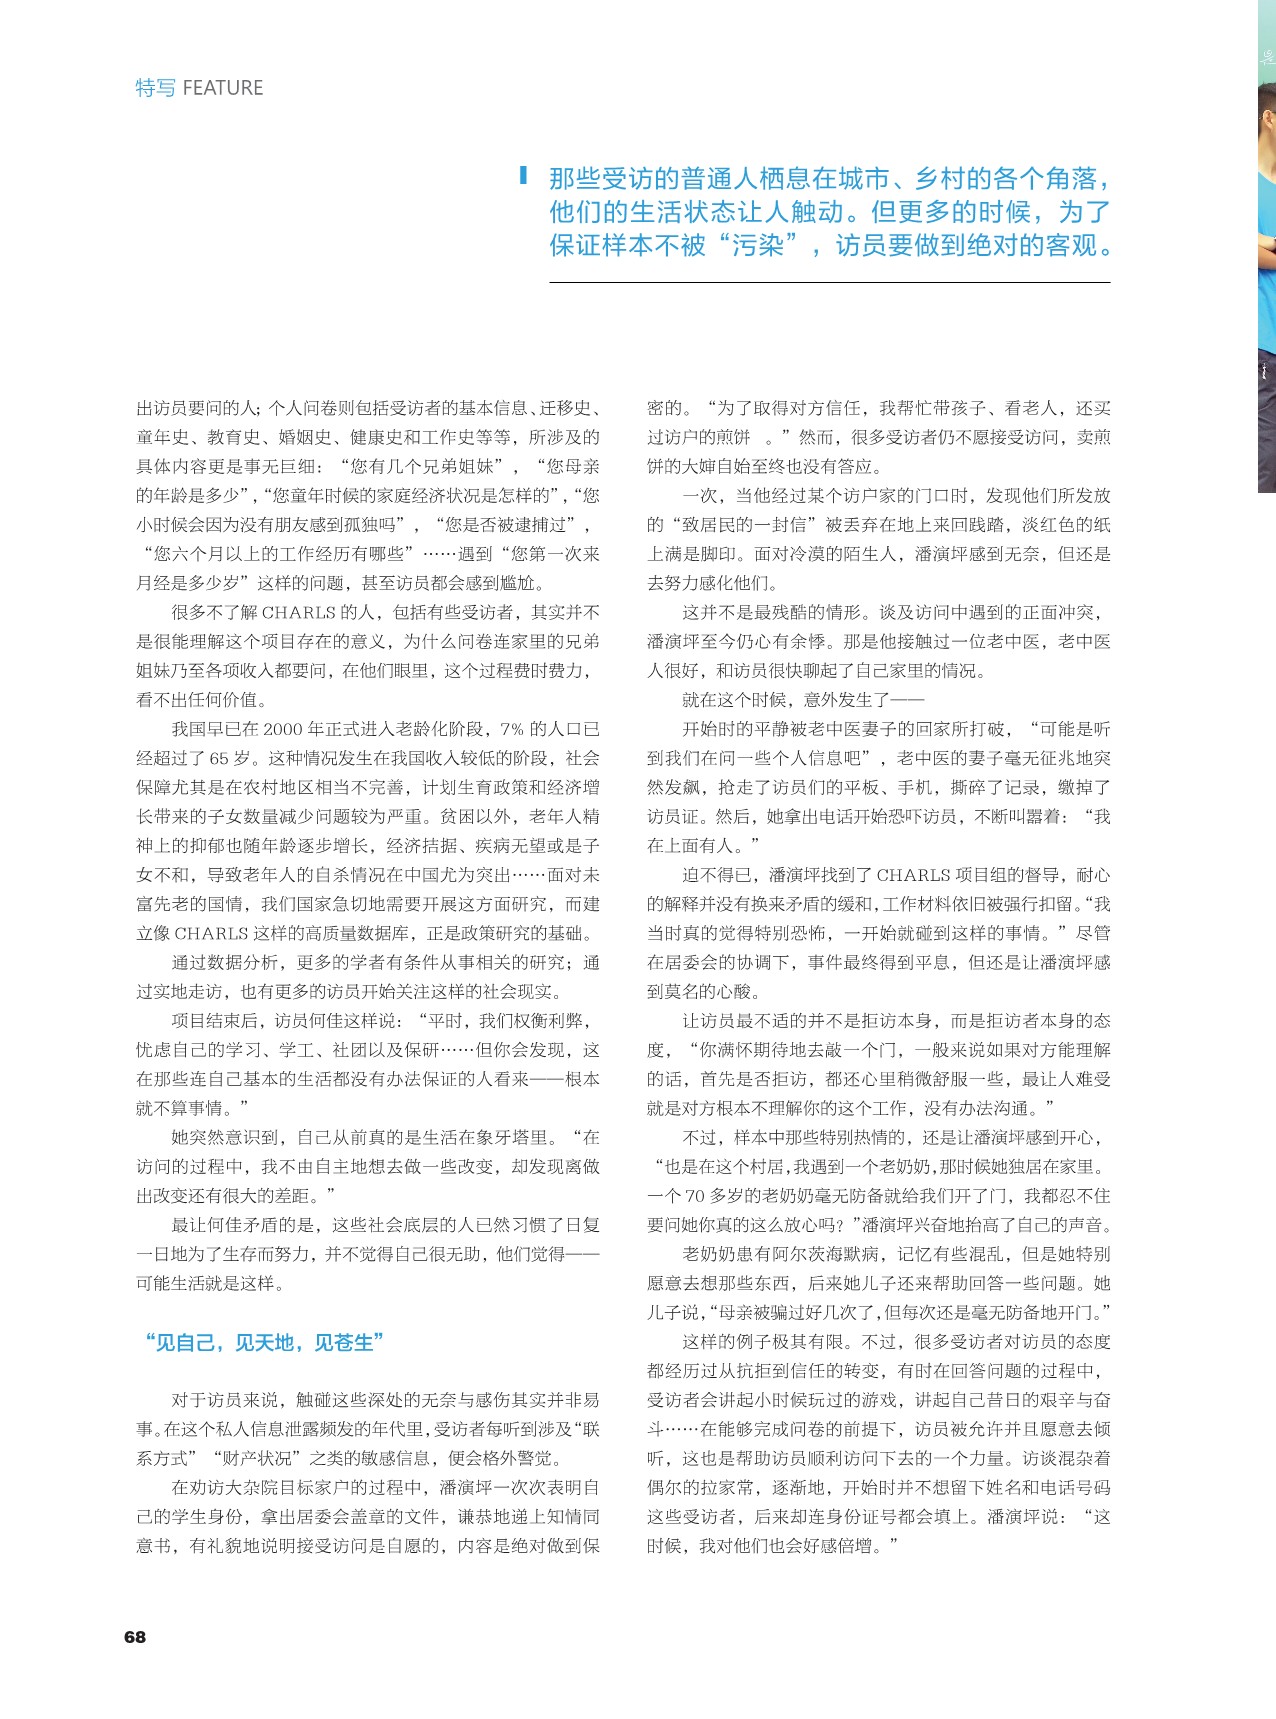 特写 FEATURE
那些受访的普通人栖息在城市、乡村的各个角落，
他们的生活状态让人触动。但更多的时候，为了
保证样本不被“污染”，访员要做到绝对的客观。
出访员要问的人；个人问卷则包括受访者的基本信息、迁移史、
童年史、教育史、婚姻史、健康史和工作史等等，所涉及的
具体内容更是事无巨细：“您有几个兄弟姐妹”，“您母亲
的年龄是多少”，“您童年时候的家庭经济状况是怎样的”，“您
小时候会因为没有朋友感到孤独吗”，“您是否被逮捕过”，
“您六个月以上的工作经历有哪些”……遇到“您第一次来
月经是多少岁”这样的问题，甚至访员都会感到尴尬。
很多不了解 CHARLS 的人，包括有些受访者，其实并不
是很能理解这个项目存在的意义，为什么问卷连家里的兄弟
姐妹乃至各项收入都要问，在他们眼里，这个过程费时费力，
看不出任何价值。
我国早已在 2000 年正式进入老龄化阶段，7% 的人口已
经超过了 65 岁。这种情况发生在我国收入较低的阶段，社会
保障尤其是在农村地区相当不完善，计划生育政策和经济增
长带来的子女数量减少问题较为严重。贫困以外，老年人精
神上的抑郁也随年龄逐步增长，经济拮据、疾病无望或是子
女不和，导致老年人的自杀情况在中国尤为突出……面对未
富先老的国情，我们国家急切地需要开展这方面研究，而建
立像 CHARLS 这样的高质量数据库，正是政策研究的基础。
通过数据分析，更多的学者有条件从事相关的研究；通
过实地走访，也有更多的访员开始关注这样的社会现实。
项目结束后，访员何佳这样说：“平时，我们权衡利弊，
忧虑自己的学习、学工、社团以及保研……但你会发现，这
在那些连自己基本的生活都没有办法保证的人看来——根本
就不算事情。”
她突然意识到，自己从前真的是生活在象牙塔里。“在
访问的过程中，我不由自主地想去做一些改变，却发现离做
出改变还有很大的差距。”
最让何佳矛盾的是，这些社会底层的人已然习惯了日复
一日地为了生存而努力，并不觉得自己很无助，他们觉得——
可能生活就是这样。
“见自己，见天地，见苍生”
对于访员来说，触碰这些深处的无奈与感伤其实并非易
事。在这个私人信息泄露频发的年代里，受访者每听到涉及“联
系方式”“财产状况”之类的敏感信息，便会格外警觉。
在劝访大杂院目标家户的过程中，潘演坪一次次表明自
己的学生身份，拿出居委会盖章的文件，谦恭地递上知情同
意书，有礼貌地说明接受访问是自愿的，内容是绝对做到保
密的。“为了取得对方信任，我帮忙带孩子、看老人，还买
过访户的煎饼 。”然而，很多受访者仍不愿接受访问，卖煎
饼的大婶自始至终也没有答应。
一次，当他经过某个访户家的门口时，发现他们所发放
的“致居民的一封信”被丢弃在地上来回践踏，淡红色的纸
上满是脚印。面对冷漠的陌生人，潘演坪感到无奈，但还是
去努力感化他们。
这并不是最残酷的情形。谈及访问中遇到的正面冲突，
潘演坪至今仍心有余悸。那是他接触过一位老中医，老中医
人很好，和访员很快聊起了自己家里的情况。
就在这个时候，意外发生了——
开始时的平静被老中医妻子的回家所打破，“可能是听
到我们在问一些个人信息吧”，老中医的妻子毫无征兆地突
然发飙，抢走了访员们的平板、手机，撕碎了记录，缴掉了
访员证。然后，她拿出电话开始恐吓访员，不断叫嚣着：“我
在上面有人。”
迫不得已，潘演坪找到了 CHARLS 项目组的督导，耐心
的解释并没有换来矛盾的缓和，工作材料依旧被强行扣留。“我
当时真的觉得特别恐怖，一开始就碰到这样的事情。”尽管
在居委会的协调下，事件最终得到平息，但还是让潘演坪感
到莫名的心酸。
让访员最不适的并不是拒访本身，而是拒访者本身的态
度，“你满怀期待地去敲一个门，一般来说如果对方能理解
的话，首先是否拒访，都还心里稍微舒服一些，最让人难受
就是对方根本不理解你的这个工作，没有办法沟通。”
不过，样本中那些特别热情的，还是让潘演坪感到开心，
“也是在这个村居，我遇到一个老奶奶，那时候她独居在家里。
一个 70 多岁的老奶奶毫无防备就给我们开了门，我都忍不住
要问她你真的这么放心吗？”潘演坪兴奋地抬高了自己的声音。
老奶奶患有阿尔茨海默病，记忆有些混乱，但是她特别
愿意去想那些东西，后来她儿子还来帮助回答一些问题。她
儿子说，“母亲被骗过好几次了，但每次还是毫无防备地开门。”
这样的例子极其有限。不过，很多受访者对访员的态度
都经历过从抗拒到信任的转变，有时在回答问题的过程中，
受访者会讲起小时候玩过的游戏，讲起自己昔日的艰辛与奋
斗……在能够完成问卷的前提下，访员被允许并且愿意去倾
听，这也是帮助访员顺利访问下去的一个力量。访谈混杂着
偶尔的拉家常，逐渐地，开始时并不想留下姓名和电话号码
这些受访者，后来却连身份证号都会填上。潘演坪说：“这
时候，我对他们也会好感倍增。”
68